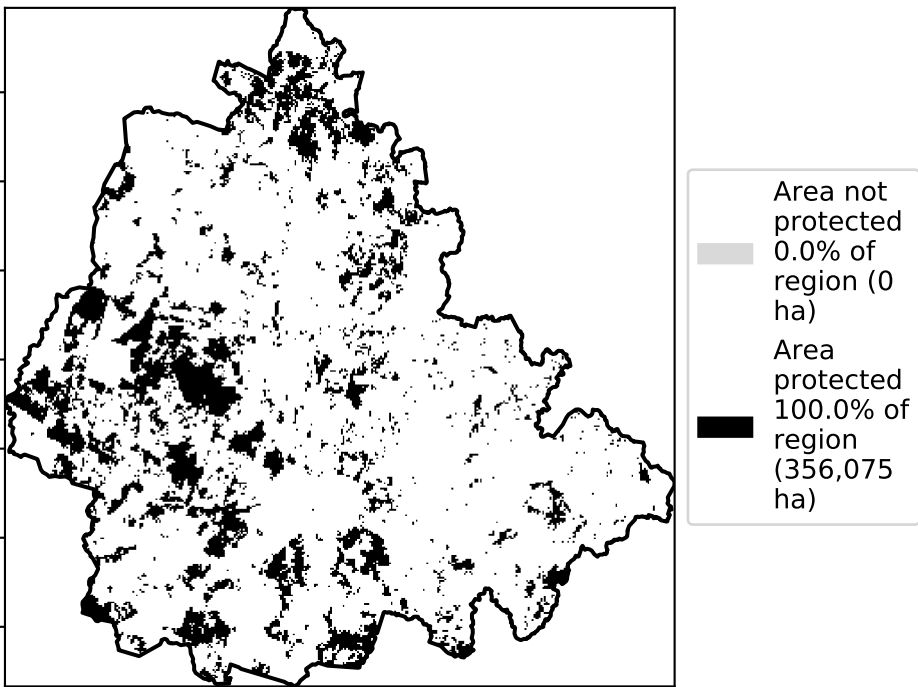 Area not
protected
0.0% of
region (0
ha)
Area
protected
100.0% of
region
(356,075
ha)